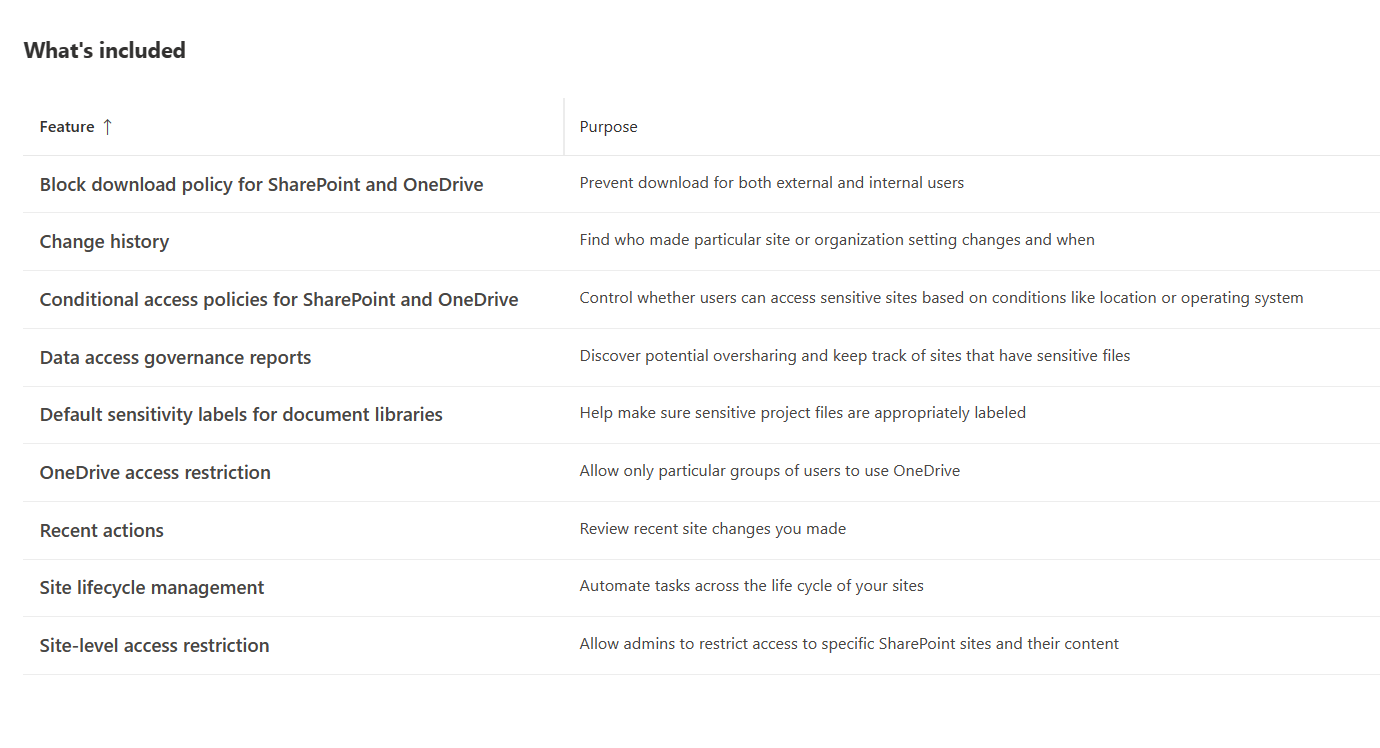 What's included
Feature ↑ Purpose
Block download policy for SharePoint and OneDrive Prevent download for both external and internal users
Change history Find who made particular site or organization setting changes and when
Conditional access policies for SharePoint and OneDrive Control whether users can access sensitive sites based on conditions like location or operating system
Data access governance reports Discover potential oversharing and keep track of sites that have sensitive files
Default sensitivity labels for document libraries Help make sure sensitive project files are appropriately labeled
OneDrive access restriction Allow only particular groups of users to use OneDrive
Recent actions Review recent site changes you made
Site lifecycle management Automate tasks across the life cycle of your sites
Site-level access restriction Allow admins to restrict access to specific SharePoint sites and their content